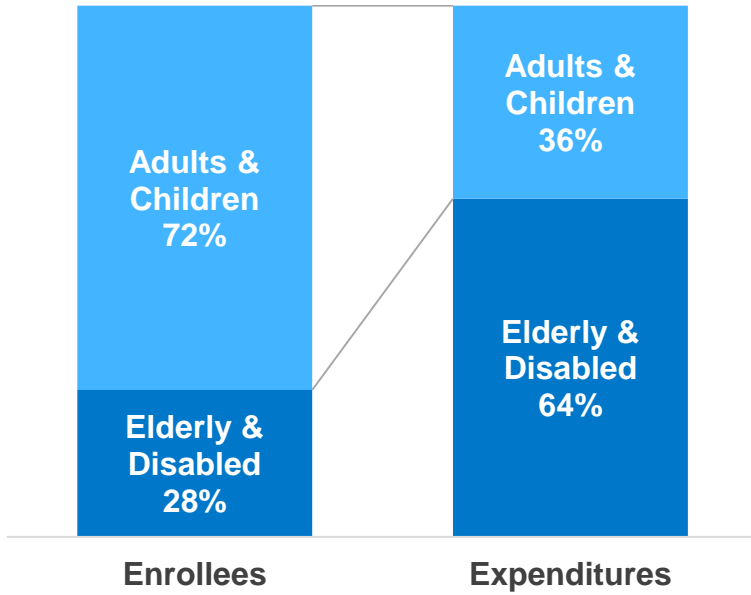 Adults &
Children
72%
Elderly &
Disabled
28%
Adults &
Children
36%
Elderly &
Disabled
64%
Enrollees
Expenditures